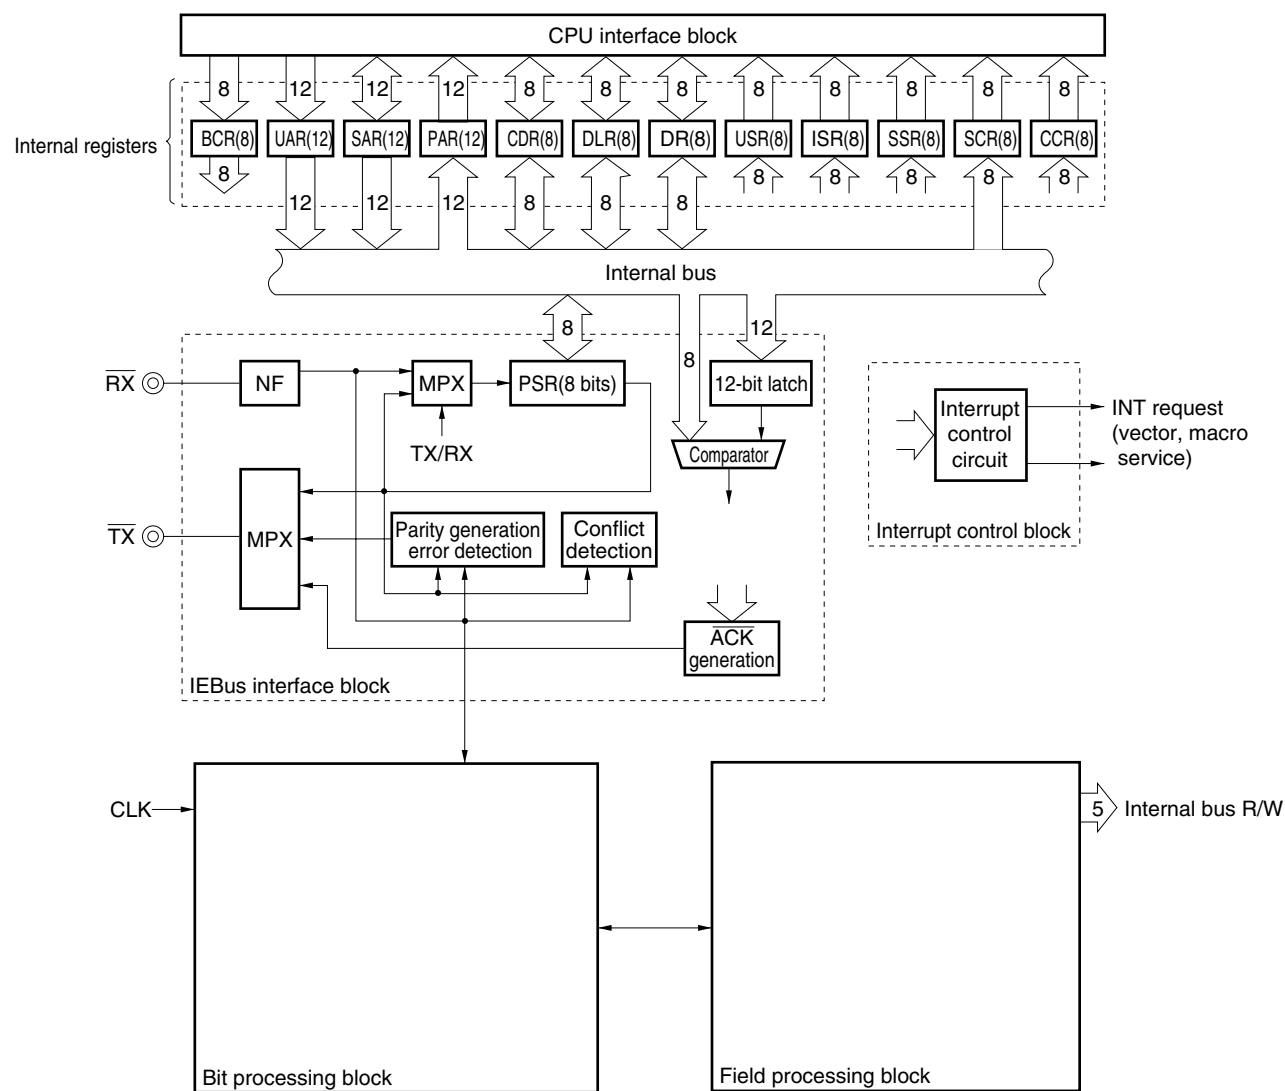 CPU interface block
8 12 12 12 8 8 8 8 8 8 8 8
Internal registers
BCR(8) UAR(12) SAR(12) PAR(12) CDR(8) DLR(8) DR(8) USR(8) ISR(8) SSR(8) SCR(8) CCR(8)
8 8 8 8 8 8
12 12 12 8 8 8
Internal bus
8 12
8
RX
NF
MPX
PSR(8 bits)
12-bit latch
TX/RX
Comparator
Interrupt
control
circuit
INT request
(vector, macro
service)
Interrupt control block
TX
MPX
Parity generation
error detection
Conflict
detection
ACK
generation
IEBus interface block
CLK
5
Internal bus R/W
Bit processing block
Field processing block